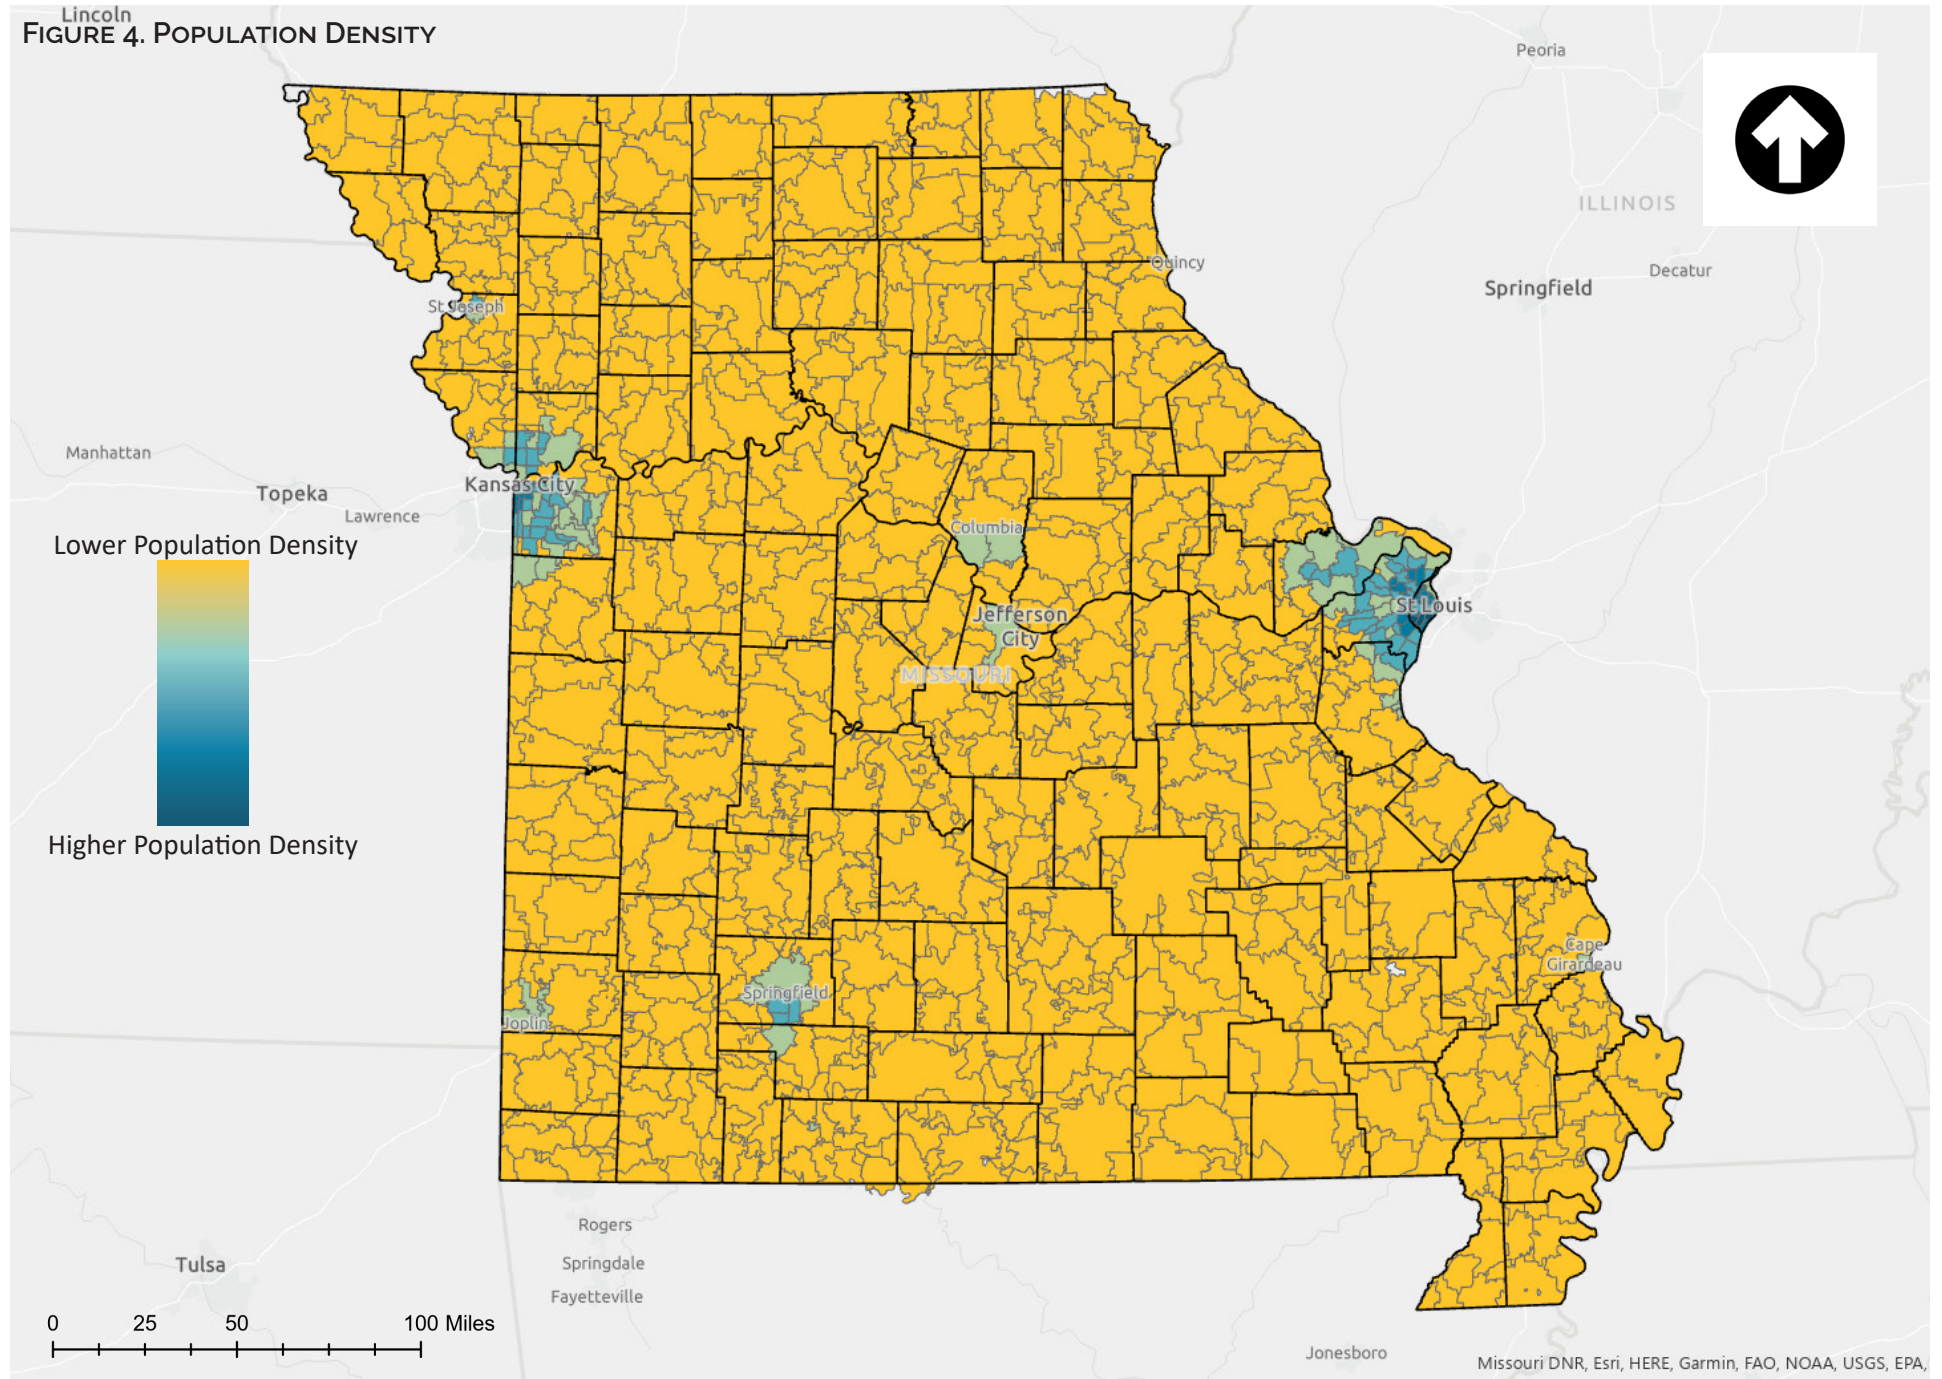 Lincoln
FIGURE 4. POPULATION DENSITY
Peoria
ILLINOIS
Quincy
Decatur
Springfield
St Joseph
Manhattan
Kansas City
Topeka
Lawrence
Columbia
Lower Population Density
St Louis
Jefferson
City
MISSOURI
Higher Population Density
Cape
Girardeau
Springfield
Joplin
Rogers
Springdale
Tulsa
Fayetteville
0 25 50 100 Miles
Jonesboro
Missouri DNR, Esri, HERE, Garmin, FAO, NOAA, USGS, EPA,